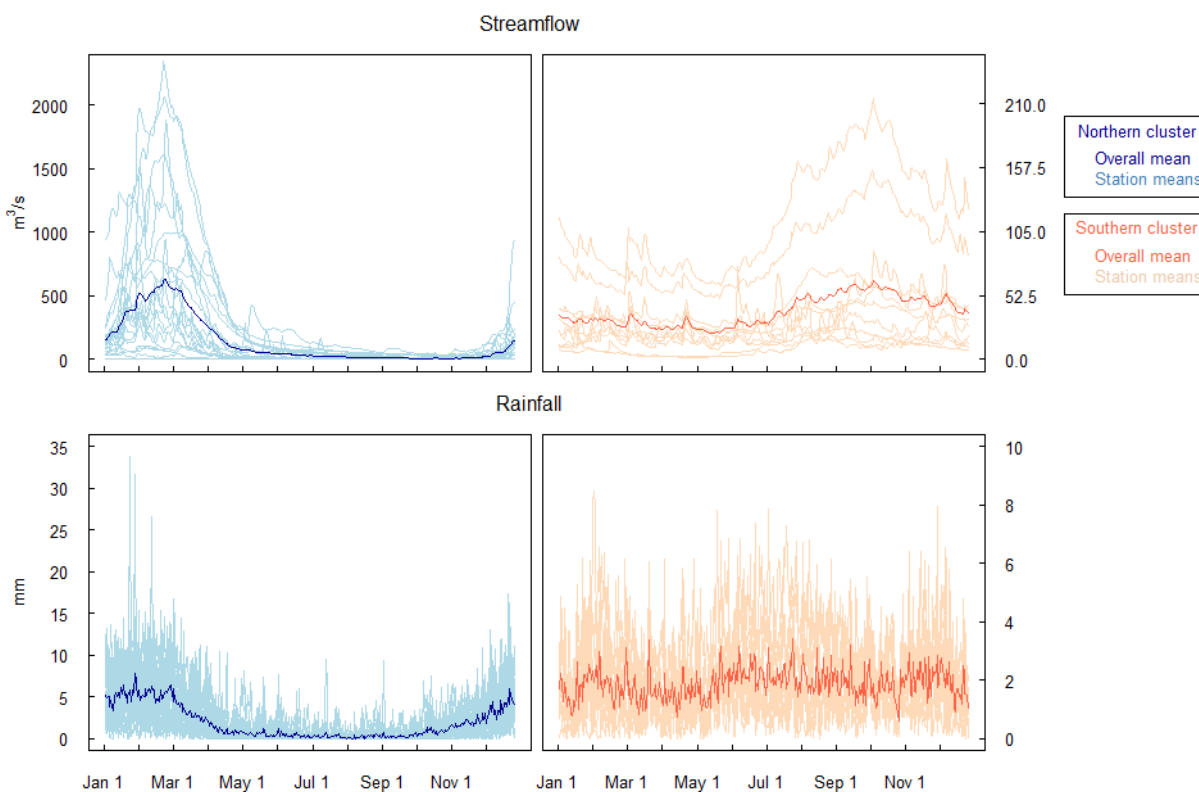 Streamflow
2000
1500
1000
500
0
m³/s
210.0
157.5
105.0
52.5
0.0
Northern cluster
Overall mean
Station means
Southern cluster
Overall mean
Station means
Rainfall
35
30
25
20
15
10
5
0
mm
10
8
6
4
2
0
Jan 1 Mar 1 May 1 Jul 1 Sep 1 Nov 1
Jan 1 Mar 1 May 1 Jul 1 Sep 1 Nov 1